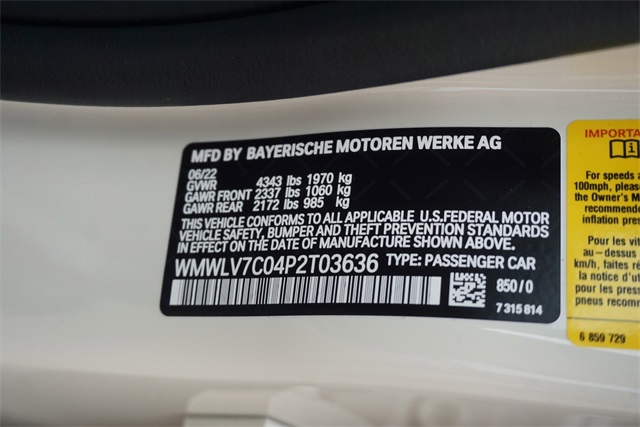 MFD BY BAYERISCHE MOTOREN WERKE AG
06/22
GVWR 4343 lbs 1970 kg
GAWR FRONT 2337 lbs 1060 kg
GAWR REAR 2172 lbs 985 kg
THIS VEHICLE CONFORMS TO ALL APPLICABLE U.S.FEDERAL MOTOR
VEHICLE SAFETY, BUMPER AND THEFT PREVENTION STANDARDS
IN EFFECT ON THE DATE OF MANUFACTURE SHOWN ABOVE.
WMWLV7C04P2T03636 TYPE: PASSENGER CAR
850/0
7 315 814
IMPORTA
For speeds a
100mph, please
the Owner's M
recommende
inflation pres
Pour les
au-dessus
km/h, faites ré
la notice d'ut
pour les press
pneus recomm
6 859 729